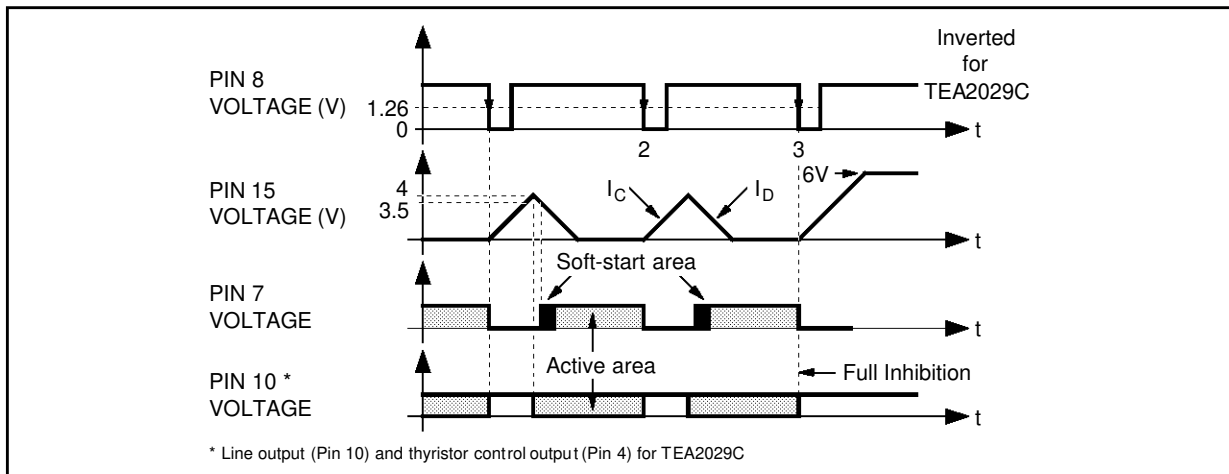 Inverted
for
TEA2029C
PIN 8
VOLTAGE (V)
1.26
0
t
2
3
PIN 15
VOLTAGE (V)
4
3.5
IC
ID
6V
t
Soft-start area
PIN 7
VOLTAGE
t
Active area
Full Inhibition
PIN 10 *
VOLTAGE
t
* Line output (Pin 10) and thyristor control output (Pin 4) for TEA2029C